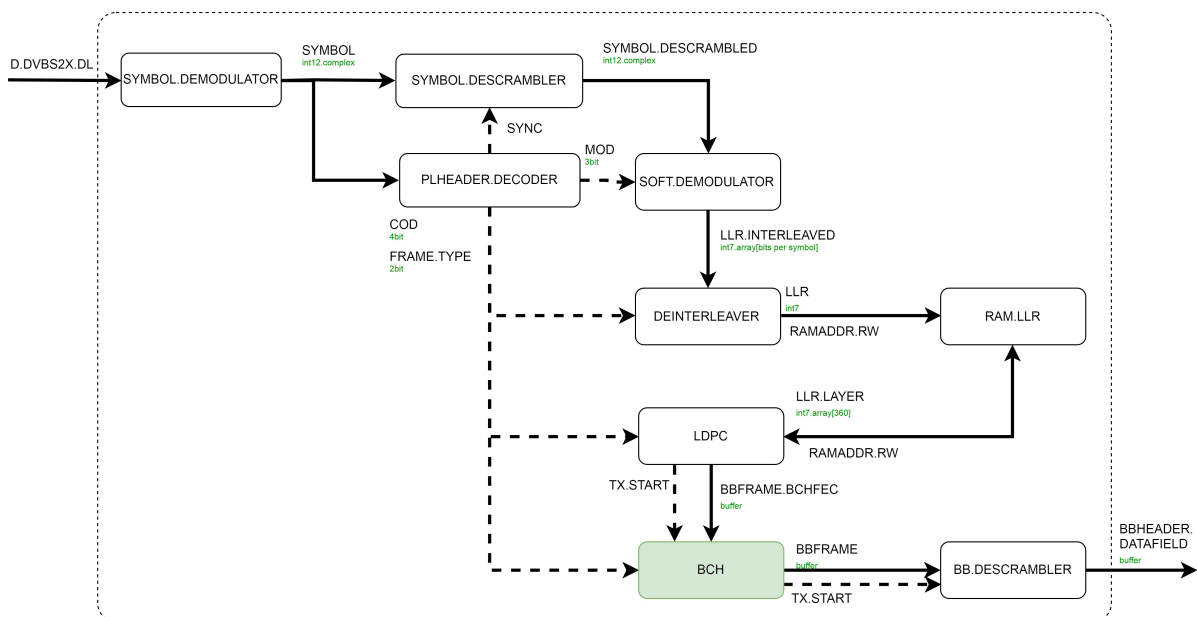 D.DVBS2X.DL
SYMBOL.DEMODULATOR
SYMBOL
int12.complex
SYMBOL.DESCRAMBLER
SYMBOL.DESCRAMBLED
int12.complex
SYNC
PLHEADER.DECODER
MOD
3bit
SOFT.DEMODULATOR
COD
4bit
FRAME.TYPE
2bit
LLR.INTERLEAVED
int7.array[bits per symbol]
DEINTERLEAVER
LLR
int7
RAMADDR.RW
RAM.LLR
LLR.LAYER
int7.array[360]
LDPC
RAMADDR.RW
TX.START
BBFRAME.BCHFEC
buffer
BCH
BBFRAME
buffer
TX.START
BB.DESCRAMBLER
BBHEADER.
DATAFIELD
buffer